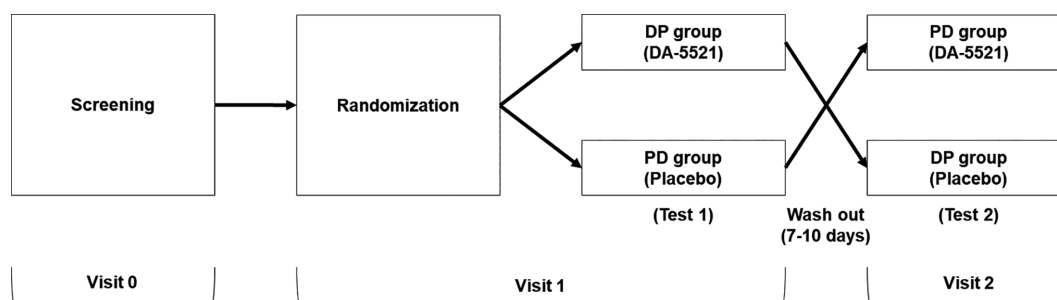 Screening
Randomization
DP group
(DA-5521)
PD group
(Placebo)
(Test 1)
Wash out
(7-10 days)
PD group
(DA-5521)
DP group
(Placebo)
(Test 2)
Visit 0
Visit 1
Visit 2